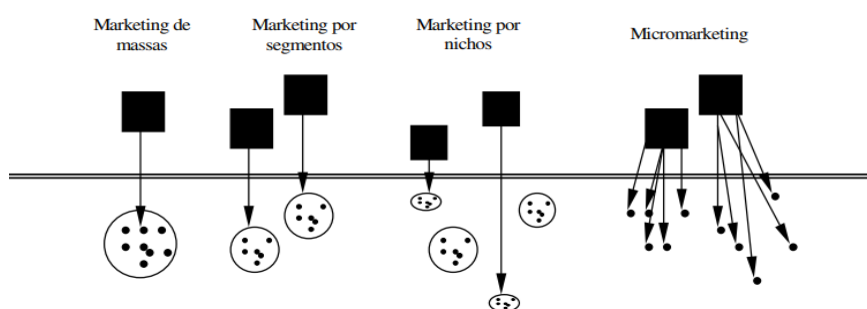 Marketing de
massas
Marketing por
segmentos
Marketing por
nichos
Micromarketing